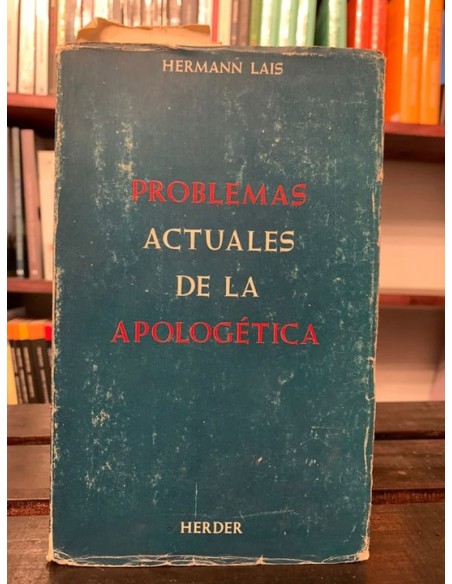 HERMANN LAIS
PROBLEMAS
ACTUALES
DE LA
APOLOGÉTICA
HERDER